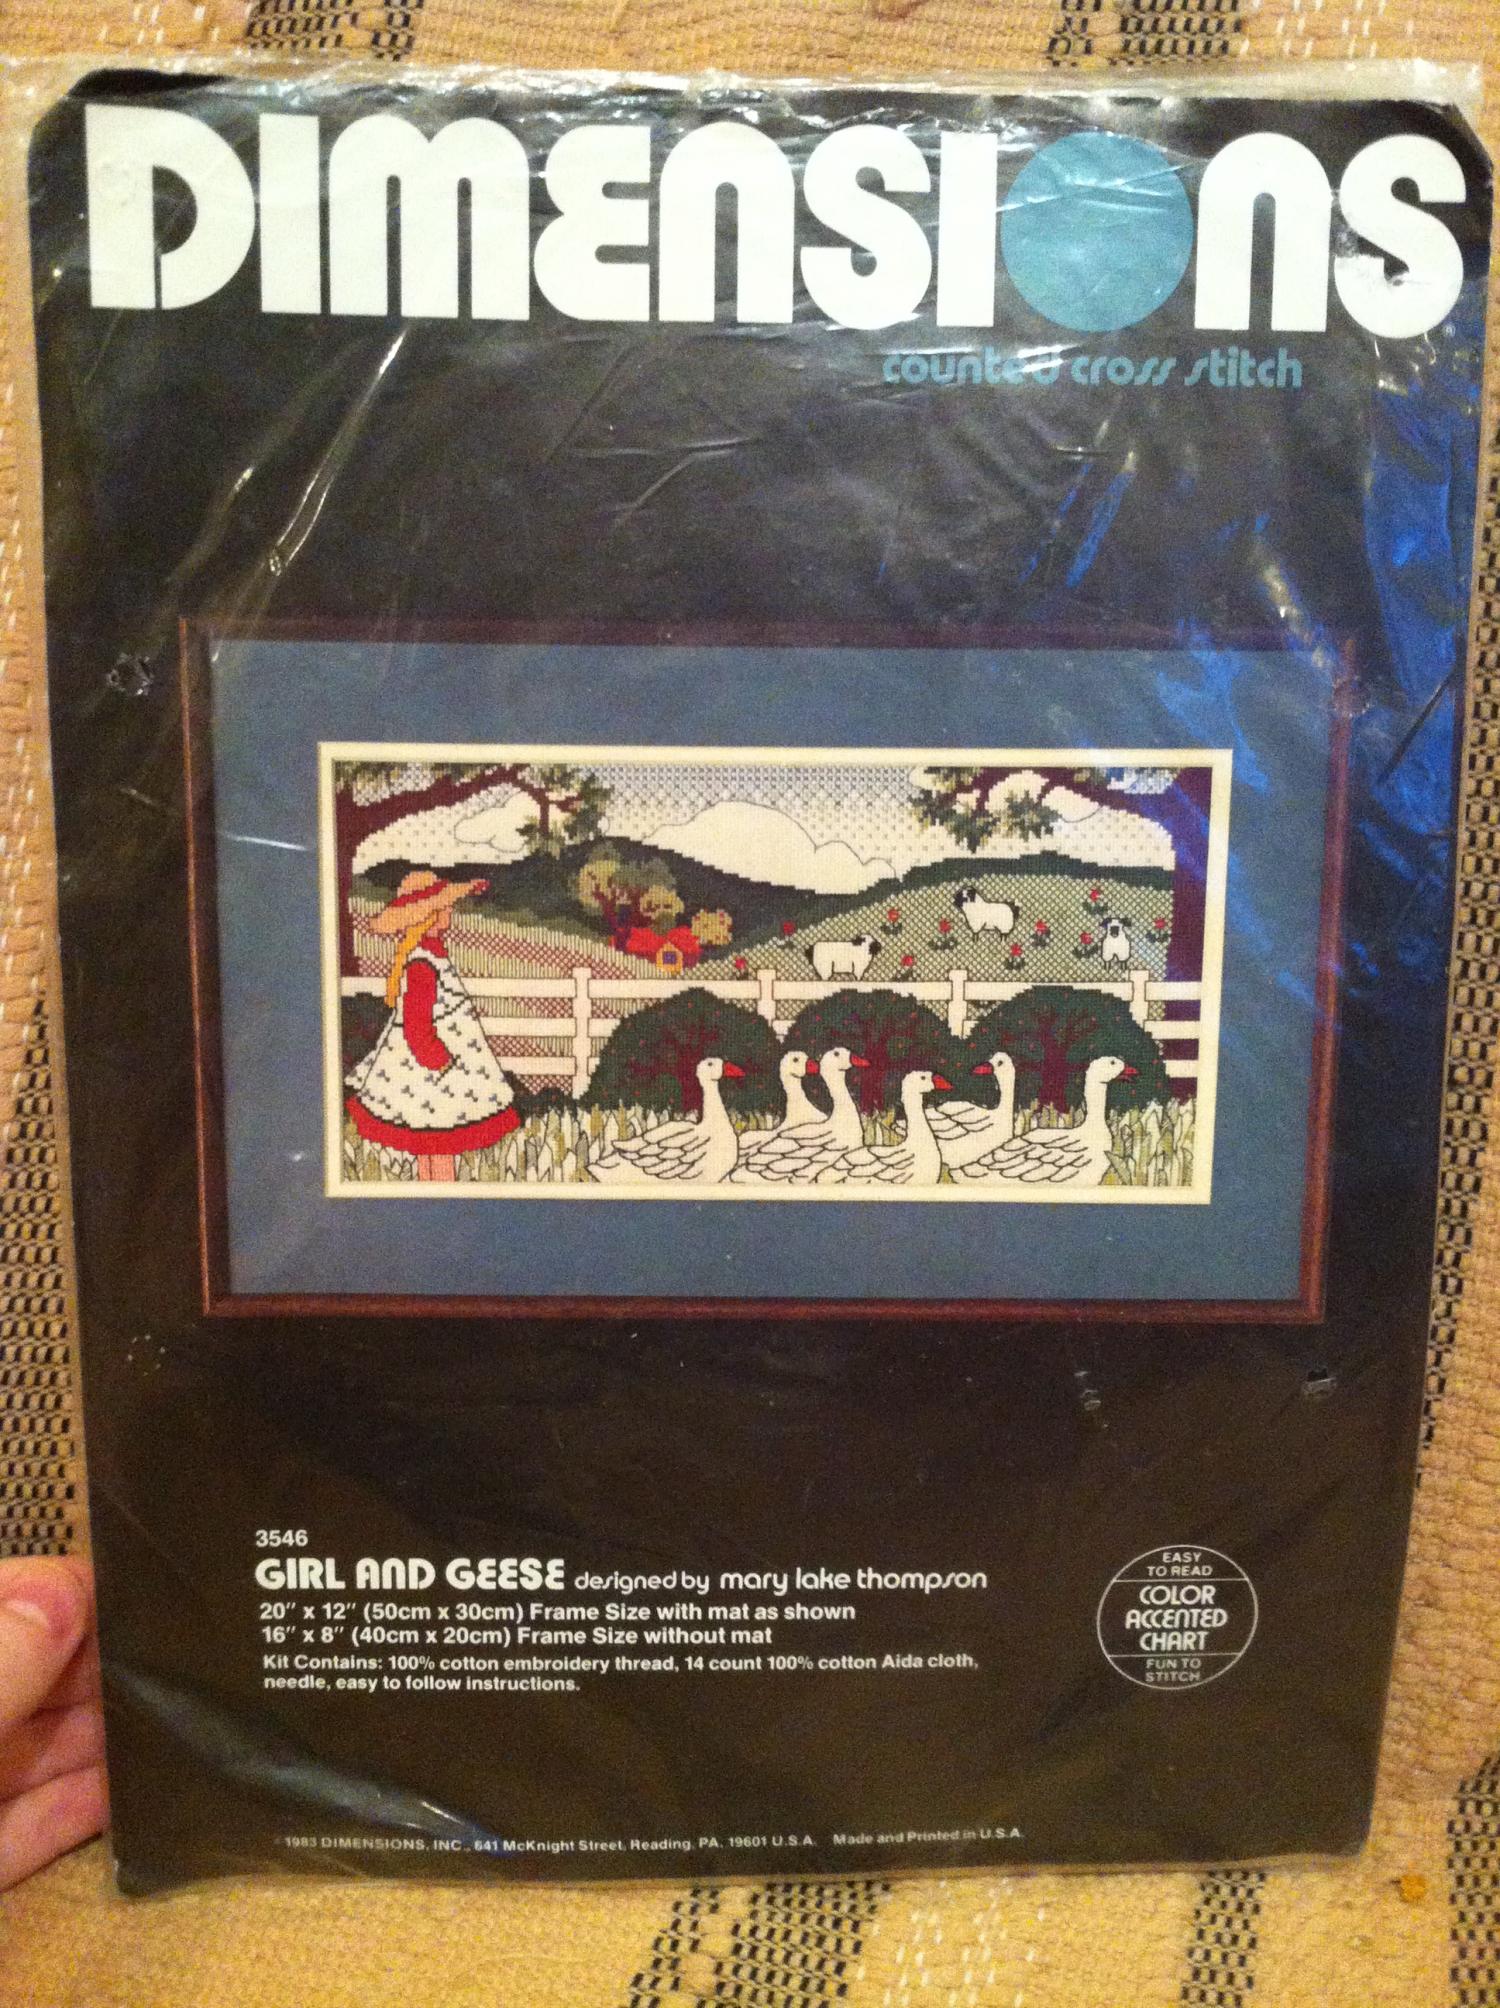 DIMENSIONS®
counted cross stitch
3546
GIRL AND GEESE designed by mary lake thompson
20" x 12" (50cm x 30cm) Frame Size with mat as shown
16" x 8" (40cm x 20cm) Frame Size without mat
Kit Contains: 100% cotton embroidery thread, 14 count 100% cotton Aida cloth,
needle, easy to follow instructions.
EASY
TO READ
COLOR
ACCENTED
CHART
FUN TO
STITCH
©1983 DIMENSIONS, INC., 641 McKnight Street, Reading, PA. 19601 U.S.A. Made and Printed in U.S.A.